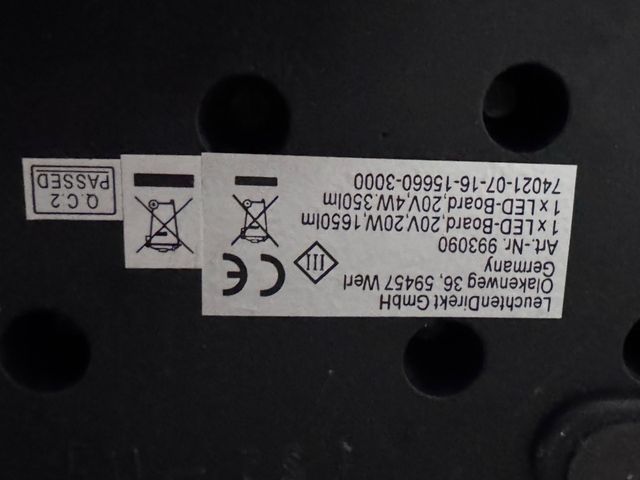 LeuchtenDirekt GmbH
Olakenweg 36, 59457 Werl
Germany
Art.-Nr. 993090
1 x LED-Board,20V,20W,1650lm
1 x LED-Board,20V,4W,350lm
74021-07-16-15660-3000
CE
III
Q.C.2
PASSED